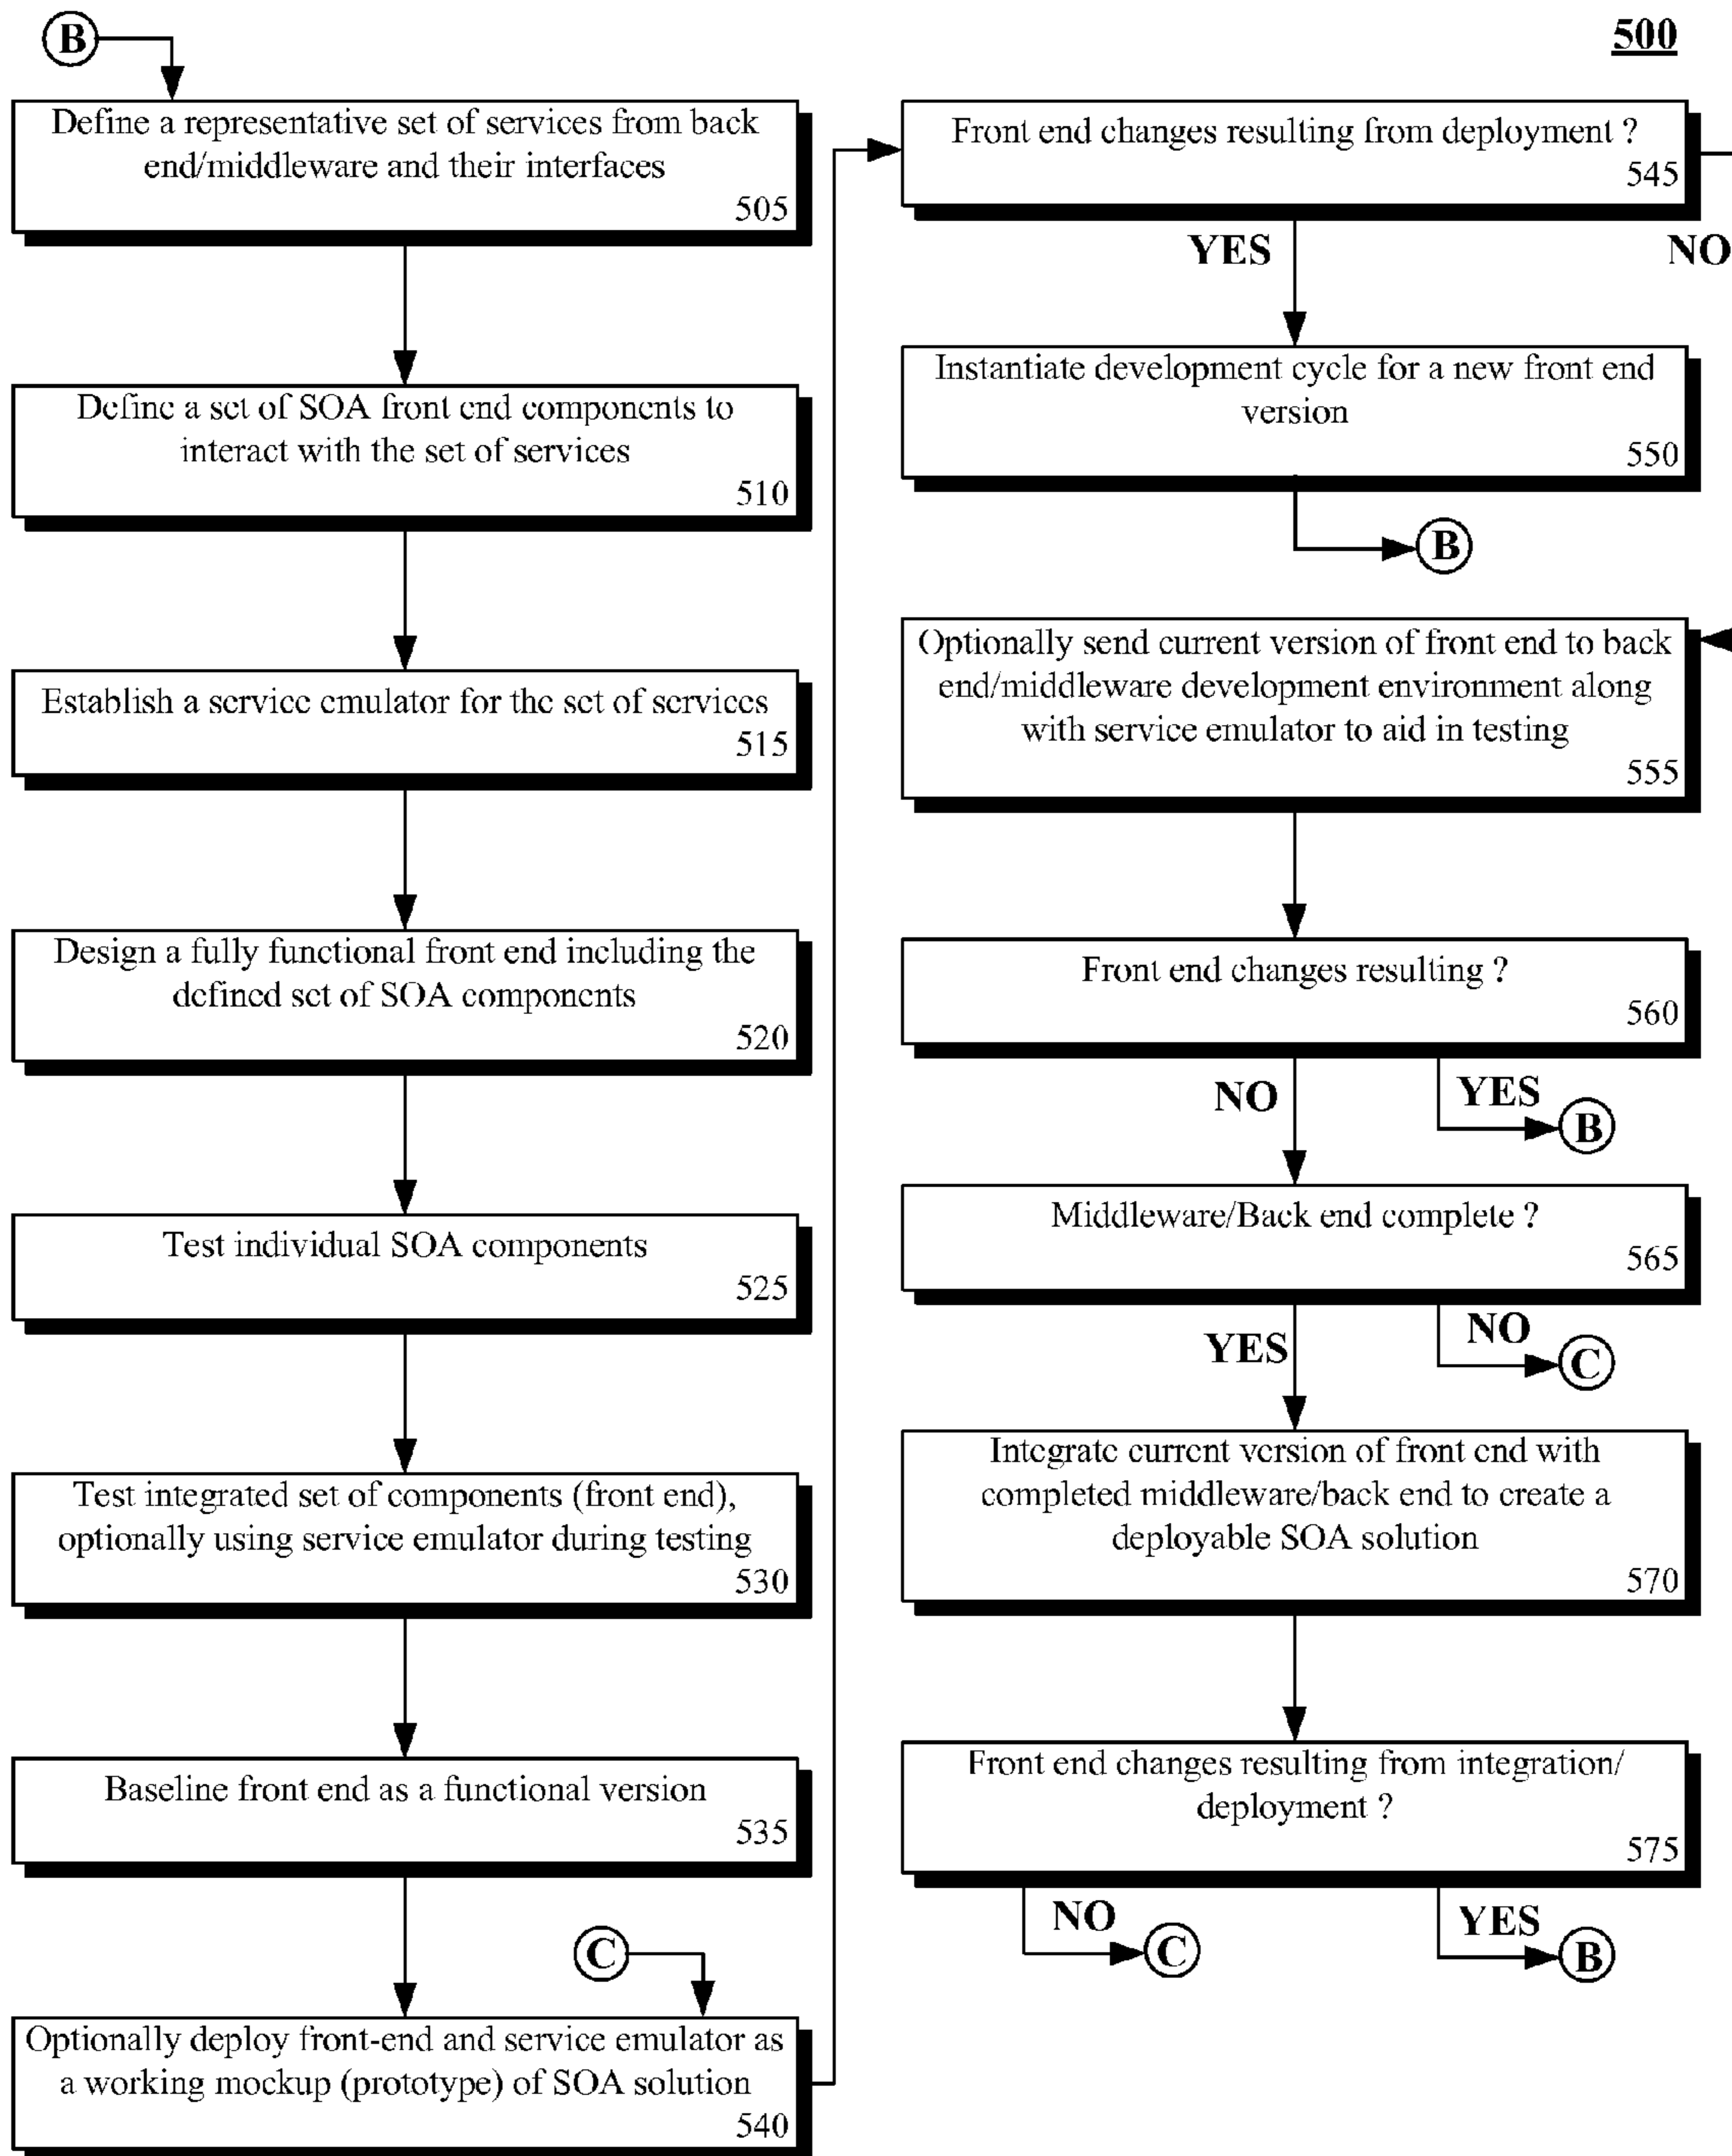 B
Define a representative set of services from back
end/middleware and their interfaces
505
Define a set of SOA front end components to
interact with the set of services
510
Establish a service emulator for the set of services
515
Design a fully functional front end including the
defined set of SOA components
520
Test individual SOA components
525
Test integrated set of components (front end),
optionally using service emulator during testing
530
Baseline front end as a functional version
535
C
Optionally deploy front-end and service emulator as
a working mockup (prototype) of SOA solution
540
500
Front end changes resulting from deployment ?
545
YES
NO
Instantiate development cycle for a new front end
version
550
B
Optionally send current version of front end to back
end/middleware development environment along
with service emulator to aid in testing
555
Front end changes resulting ?
560
NO
YES
B
Middleware/Back end complete ?
565
YES
NO
C
Integrate current version of front end with
completed middleware/back end to create a
deployable SOA solution
570
Front end changes resulting from integration/
deployment ?
575
NO
C
YES
B